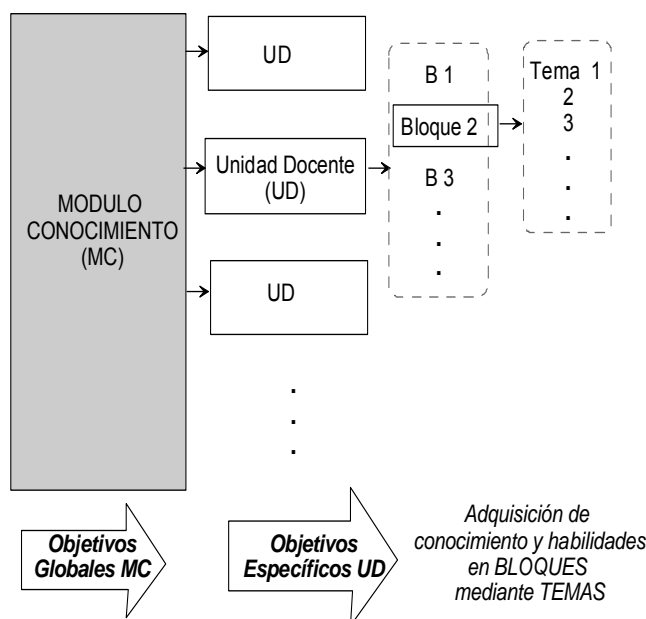 MODULO
CONOCIMIENTO
(MC)
UD
Unidad Docente
(UD)
UD
.
.
.
B 1
Bloque 2
B 3
.
.
.
Tema 1
2
3
.
.
.
Objetivos
Globales MC
Objetivos
Específicos UD
Adquisición de
conocimiento y habilidades
en BLOQUES
mediante TEMAS